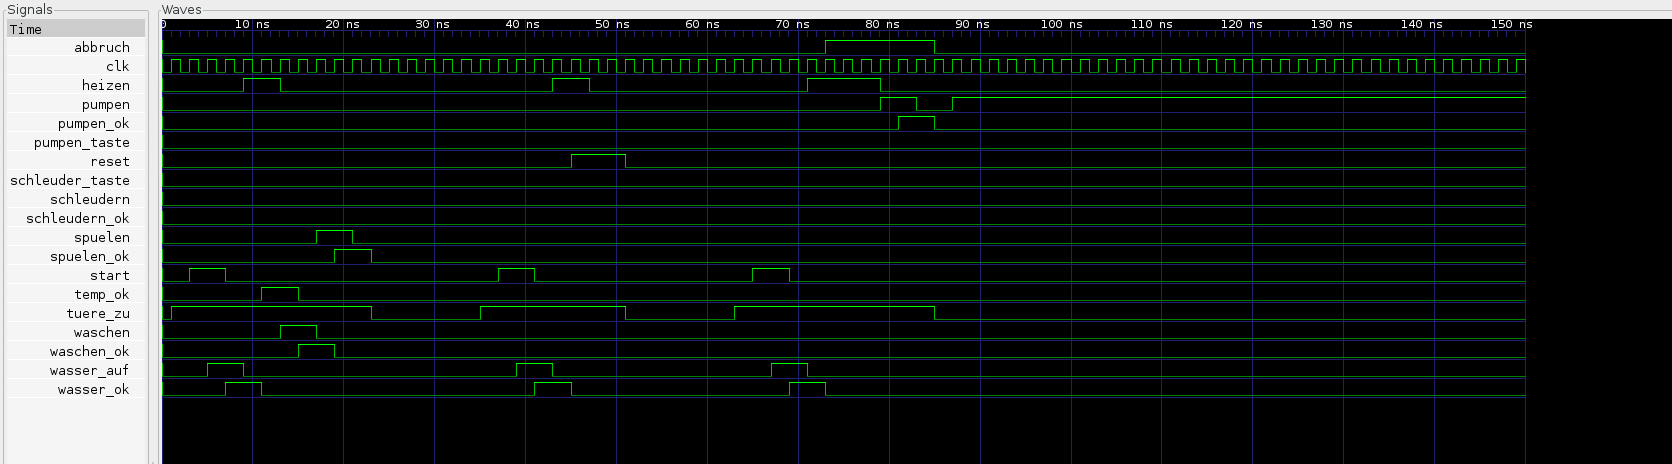 Signals
Waves
Time
0 10 ns 20 ns 30 ns 40 ns 50 ns 60 ns 70 ns 80 ns 90 ns 100 ns 110 ns 120 ns 130 ns 140 ns 150 ns
abbruch
clk
heizen
pumpen
pumpen_ok
pumpen_taste
reset
schleuder_taste
schleudern
schleudern_ok
spuelen
spuelen_ok
start
temp_ok
tuere_zu
waschen
waschen_ok
wasser_auf
wasser_ok